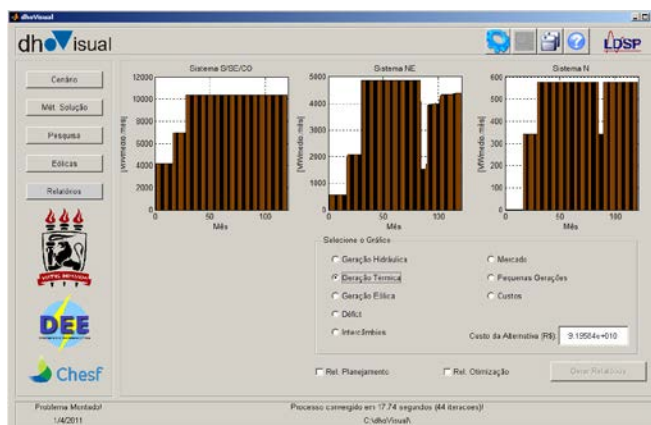 dhoVisual
dhoVisual
LDSP
Cenário
Mét. Solução
Pesquisa
Eólicas
Relatórios
Sistema S/SE/CO
[MWmedio.mês]
12000
10000
8000
6000
4000
2000
0
0 50 100
Mês
Sistema NE
[MWmedio.mês]
5000
4000
3000
2000
1000
0
0 50 100
Mês
Sistema N
[MWmedio.mês]
600
500
400
300
200
100
0
0 50 100
Mês
Selecione o Gráfico
Geração Hidráulica
Geração Térmica
Geração Eólica
Déficit
Intercâmbios
Mercado
Pequenas Gerações
Custos
Custo da Alternativa (R$): 9.19584e+010
Rel. Planejamento
Rel. Otimização
Gerar Relatórios
DEE
Chesf
Problema Montado!
1/4/2011
Processo convergido em 17.74 segundos (44 iteracoes)!
C:\dhoVisual\